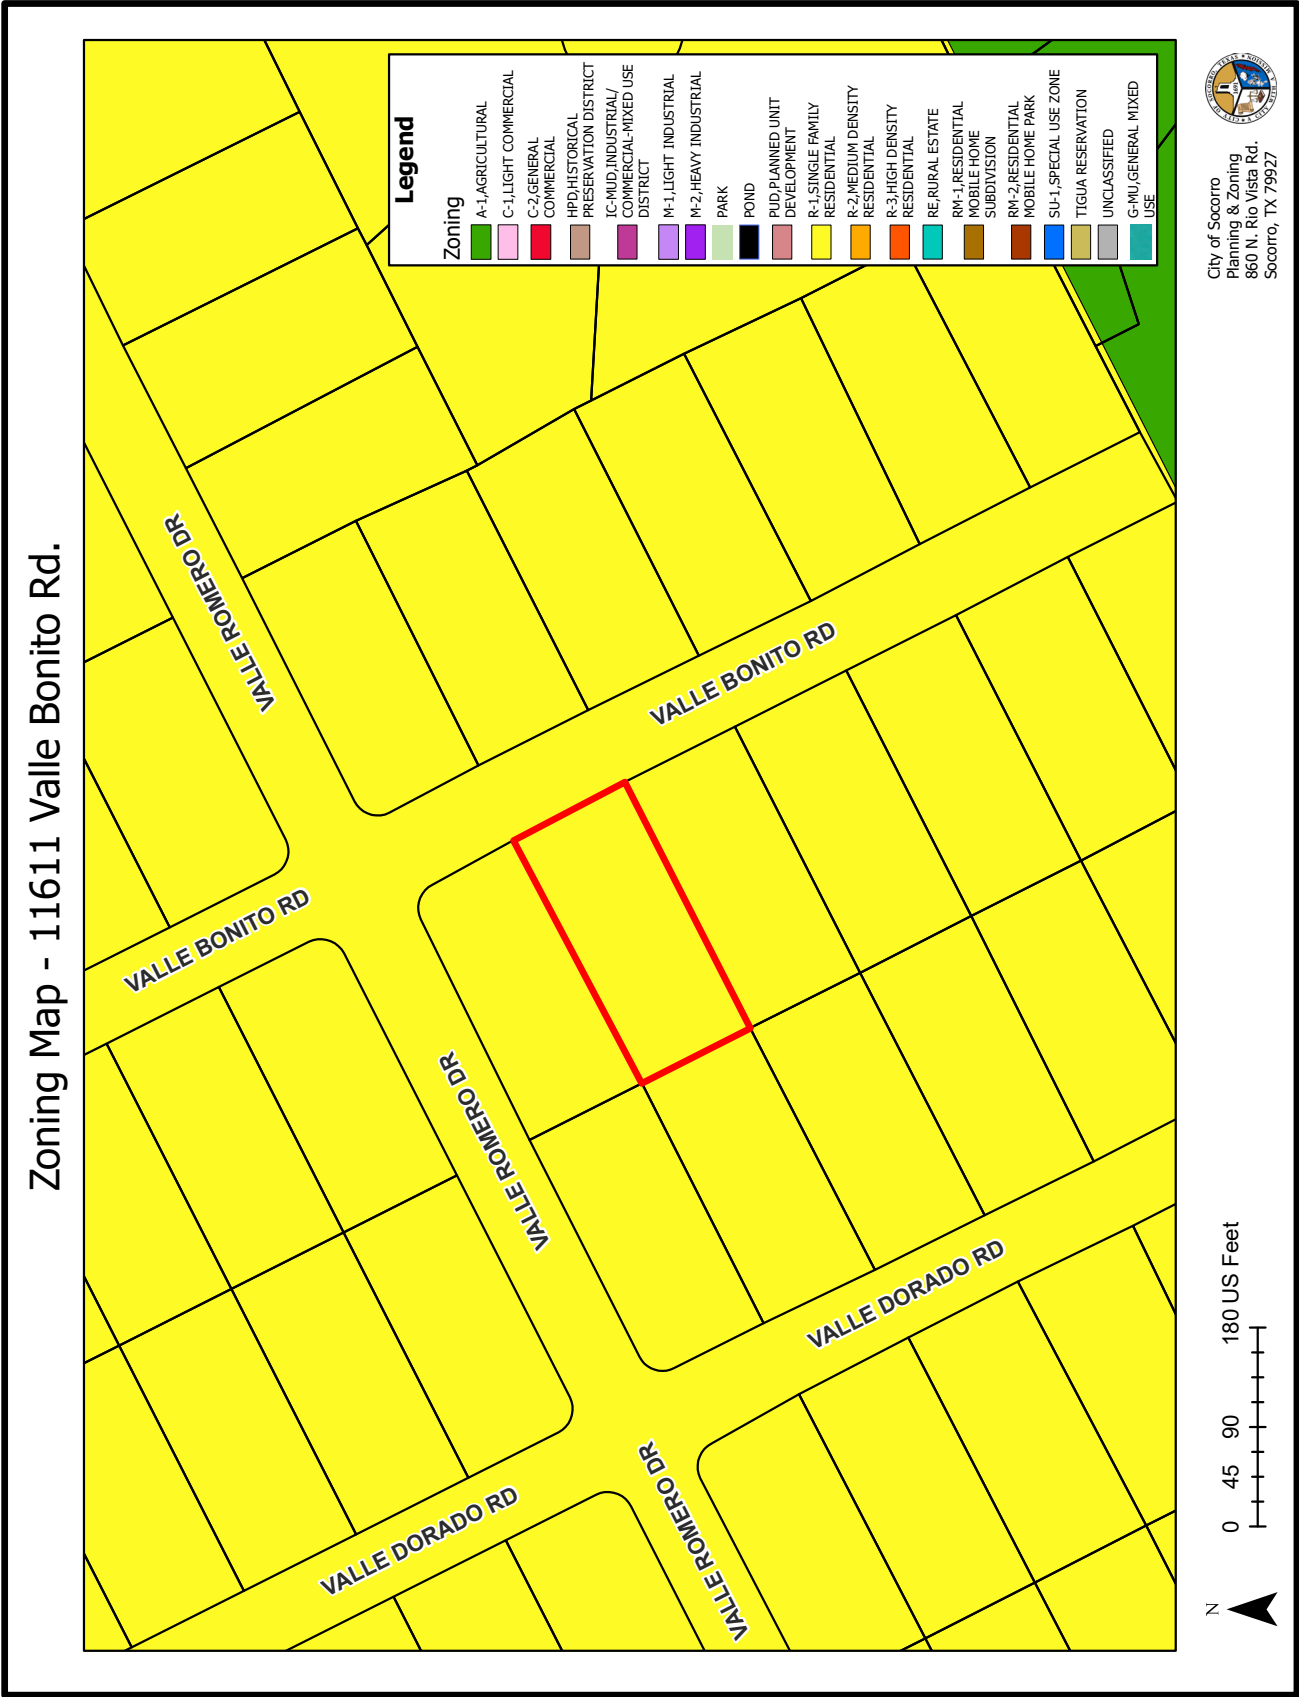 Zoning Map - 11611 Valle Bonito Rd.
VALLE ROMERO DR
VALLE BONITO RD
VALLE BONITO RD
VALLE ROMERO DR
VALLE DORADO RD
VALLE DORADO RD
VALLE ROMERO DR
Legend
Zoning
A-1,AGRICULTURAL
C-1,LIGHT COMMERCIAL
C-2,GENERAL
COMMERCIAL
HPD,HISTORICAL
PRESERVATION DISTRICT
IC-MUD,INDUSTRIAL/
COMMERCIAL-MIXED USE
DISTRICT
M-1,LIGHT INDUSTRIAL
M-2,HEAVY INDUSTRIAL
PARK
POND
PUD,PLANNED UNIT
DEVELOPMENT
R-1,SINGLE FAMILY
RESIDENTIAL
R-2,MEDIUM DENSITY
RESIDENTIAL
R-3,HIGH DENSITY
RESIDENTIAL
RE,RURAL ESTATE
RM-1,RESIDENTIAL
MOBILE HOME
SUBDIVISION
RM-2,RESIDENTIAL
MOBILE HOME PARK
SU-1,SPECIAL USE ZONE
TIGUA RESERVATION
UNCLASSIFIED
G-MU,GENERAL MIXED
USE
N
0 45 90 180 US Feet
City of Socorro
Planning & Zoning
860 N. Rio Vista Rd.
Socorro, TX 79927